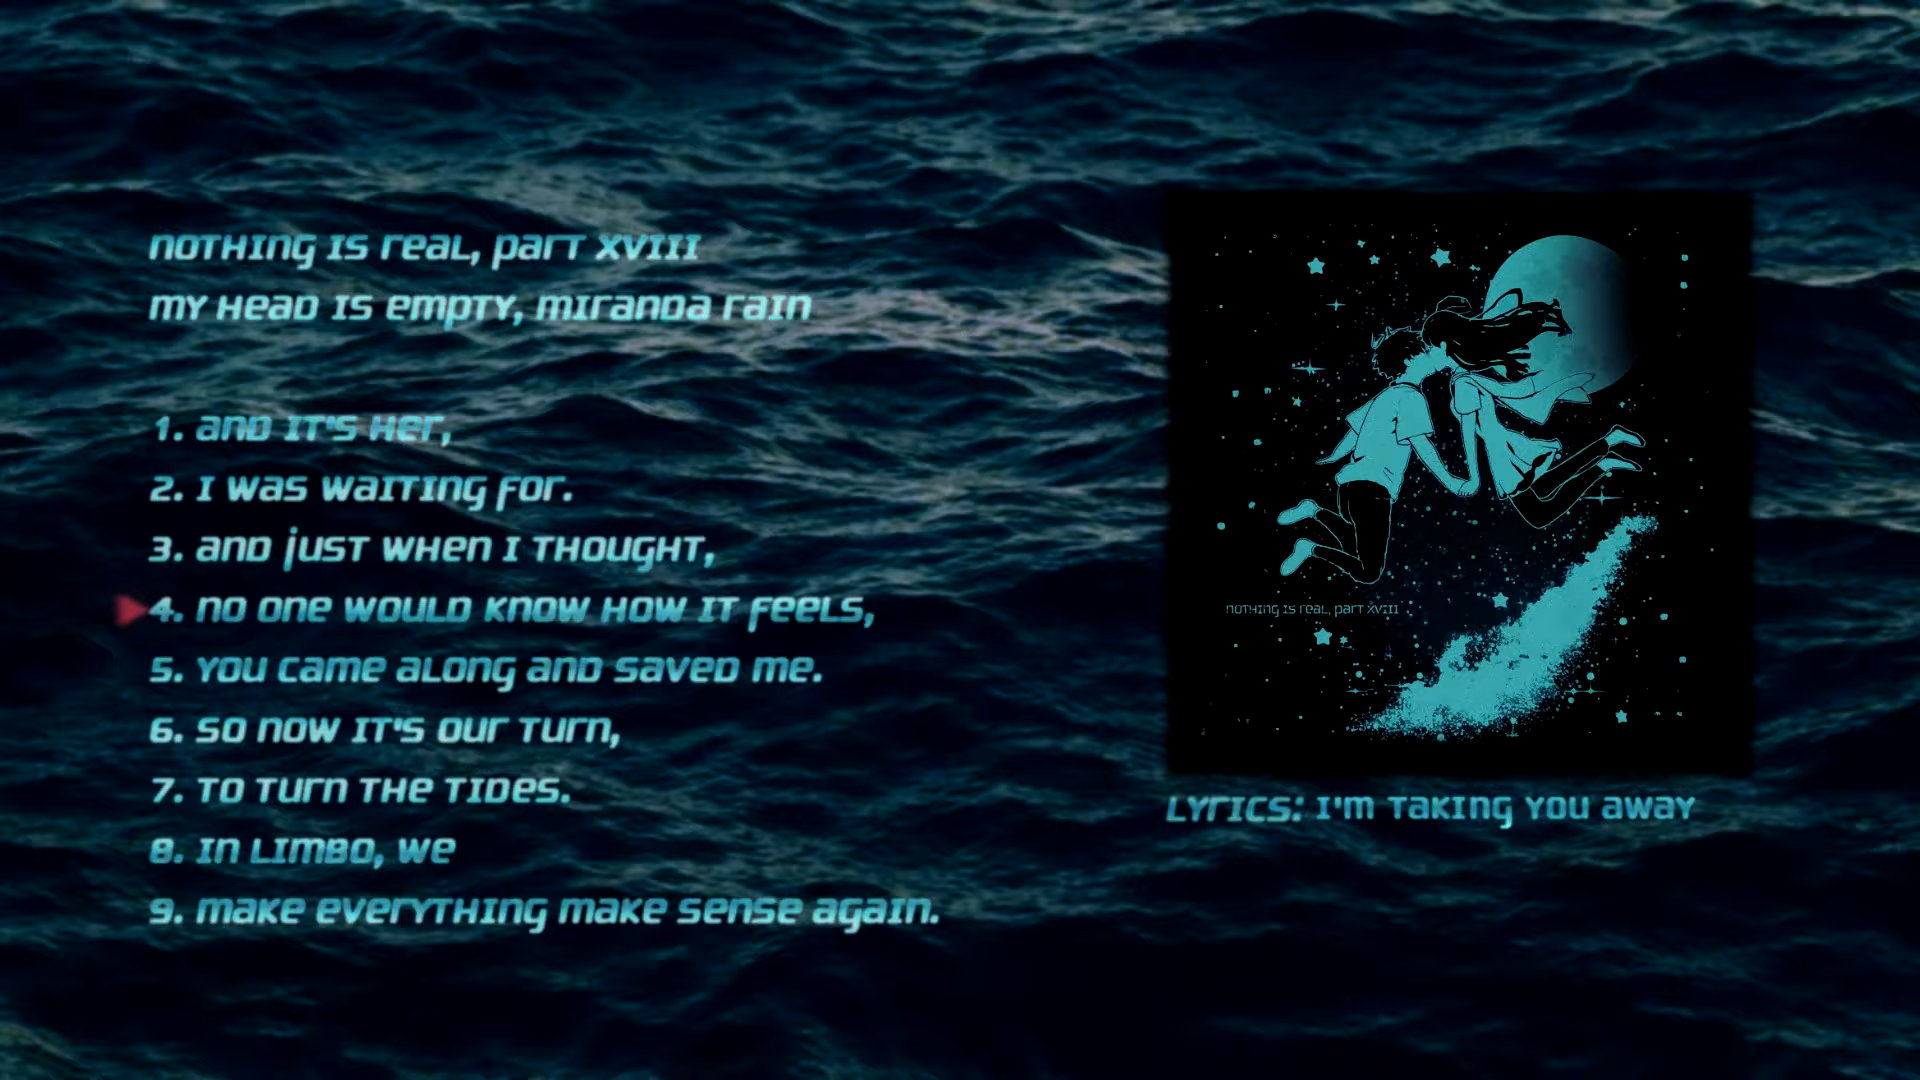 nothing is real, part XVIII
my head is empty, miranda rain
1. and it's her,
2. I was waiting for.
3. and just when I thought,
4. no one would know how it feels,
5. you came along and saved me.
6. so now it's our turn,
7. to turn the tides.
8. in limbo, we
9. make everything make sense again.
nothing is real, part XVIII
Lyrics: I'm taking you away